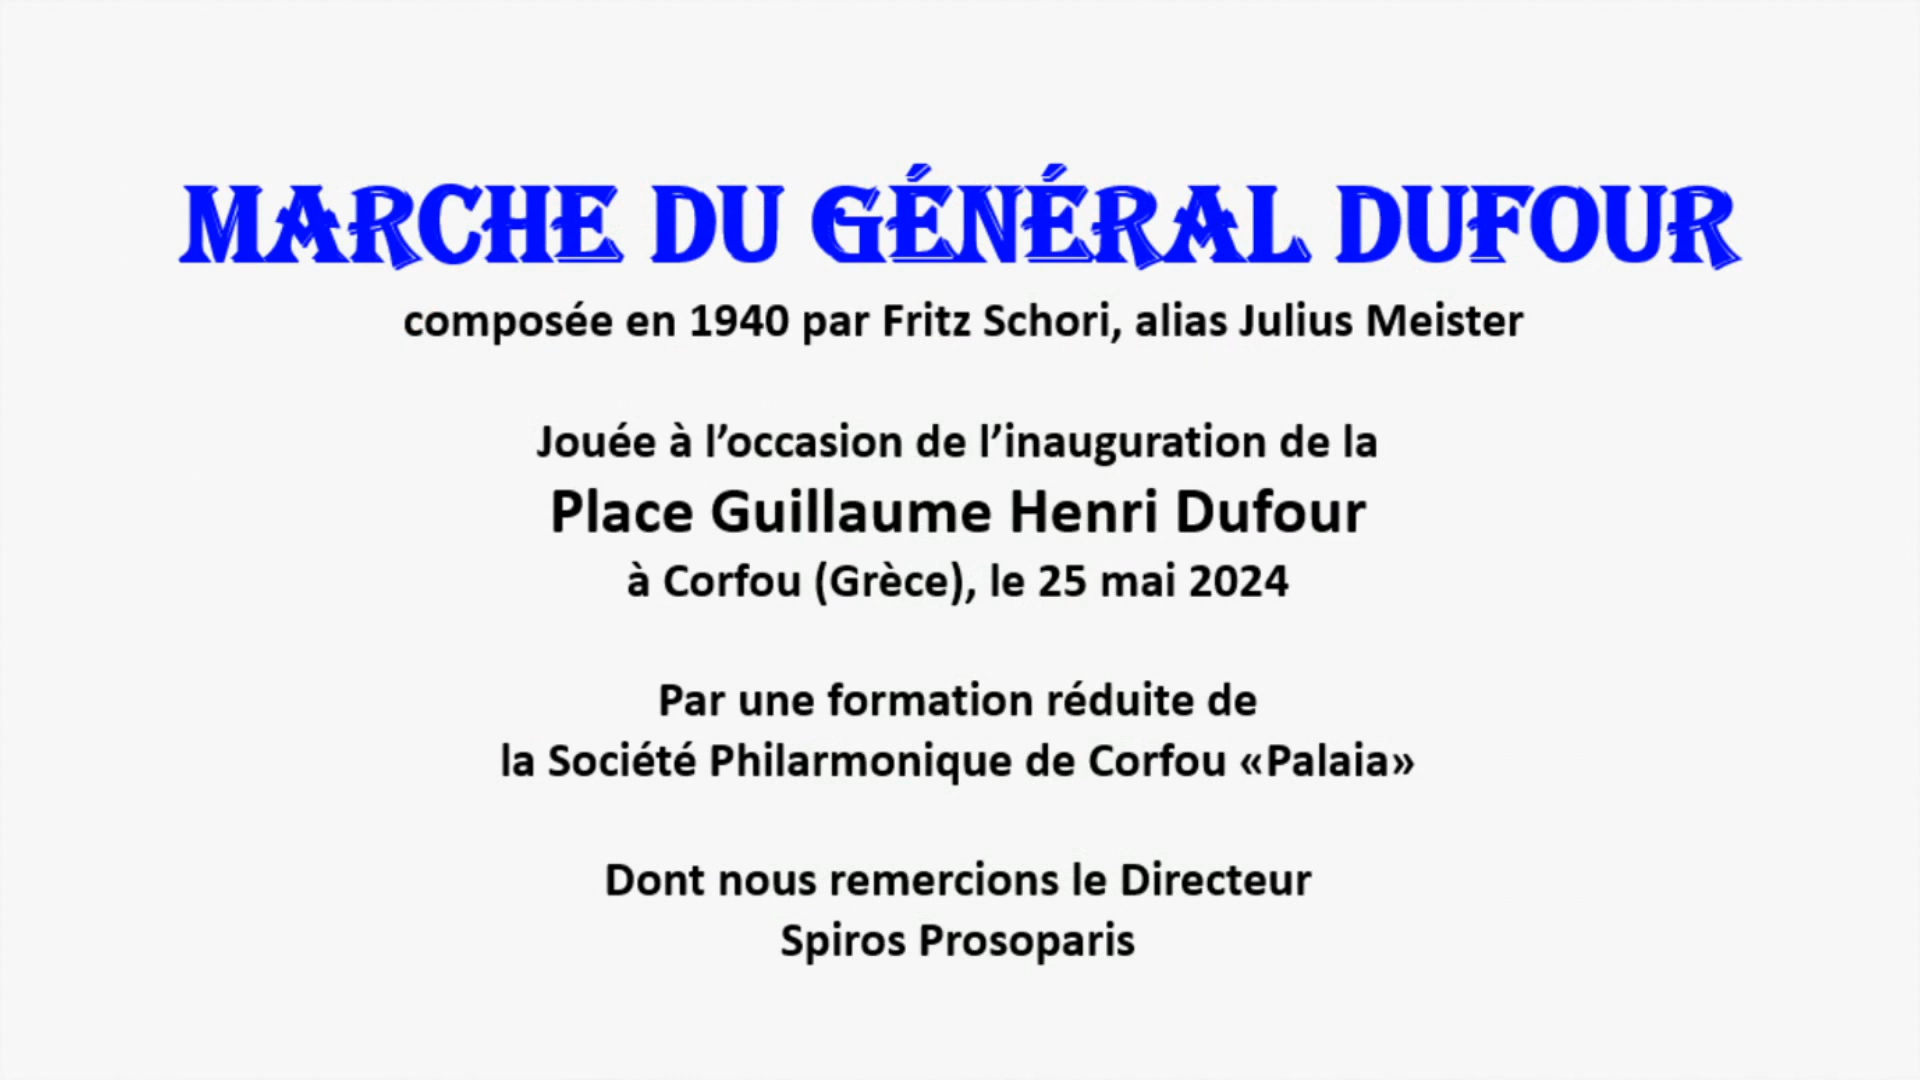 MARCHE DU GÉNÉRAL DUFOUR
composée en 1940 par Fritz Schori, alias Julius Meister
Jouée à l’occasion de l’inauguration de la
Place Guillaume Henri Dufour
à Corfou (Grèce), le 25 mai 2024
Par une formation réduite de
la Société Philarmonique de Corfou «Palaia»
Dont nous remercions le Directeur
Spiros Prosoparis